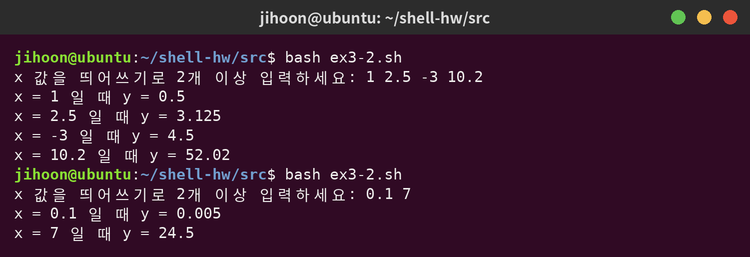 jihoon@ubuntu: ~/shell-hw/src
jihoon@ubuntu:~/shell-hw/src$ bash ex3-2.sh
x 값을 띄어쓰기로 2개 이상 입력하세요: 1 2.5 -3 10.2
x = 1 일 때 y = 0.5
x = 2.5 일 때 y = 3.125
x = -3 일 때 y = 4.5
x = 10.2 일 때 y = 52.02
jihoon@ubuntu:~/shell-hw/src$ bash ex3-2.sh
x 값을 띄어쓰기로 2개 이상 입력하세요: 0.1 7
x = 0.1 일 때 y = 0.005
x = 7 일 때 y = 24.5